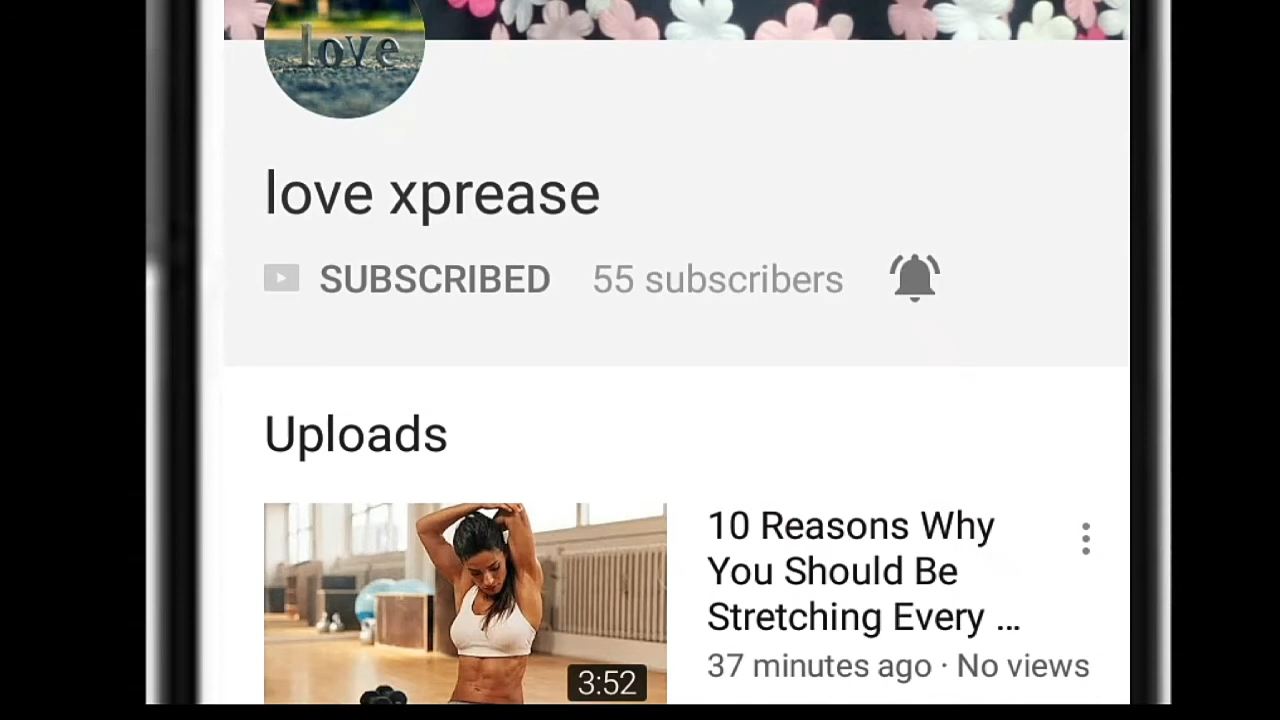 love
love xprease
SUBSCRIBED 55 subscribers
Uploads
10 Reasons Why
You Should Be
Stretching Every ...
37 minutes ago · No views
3:52